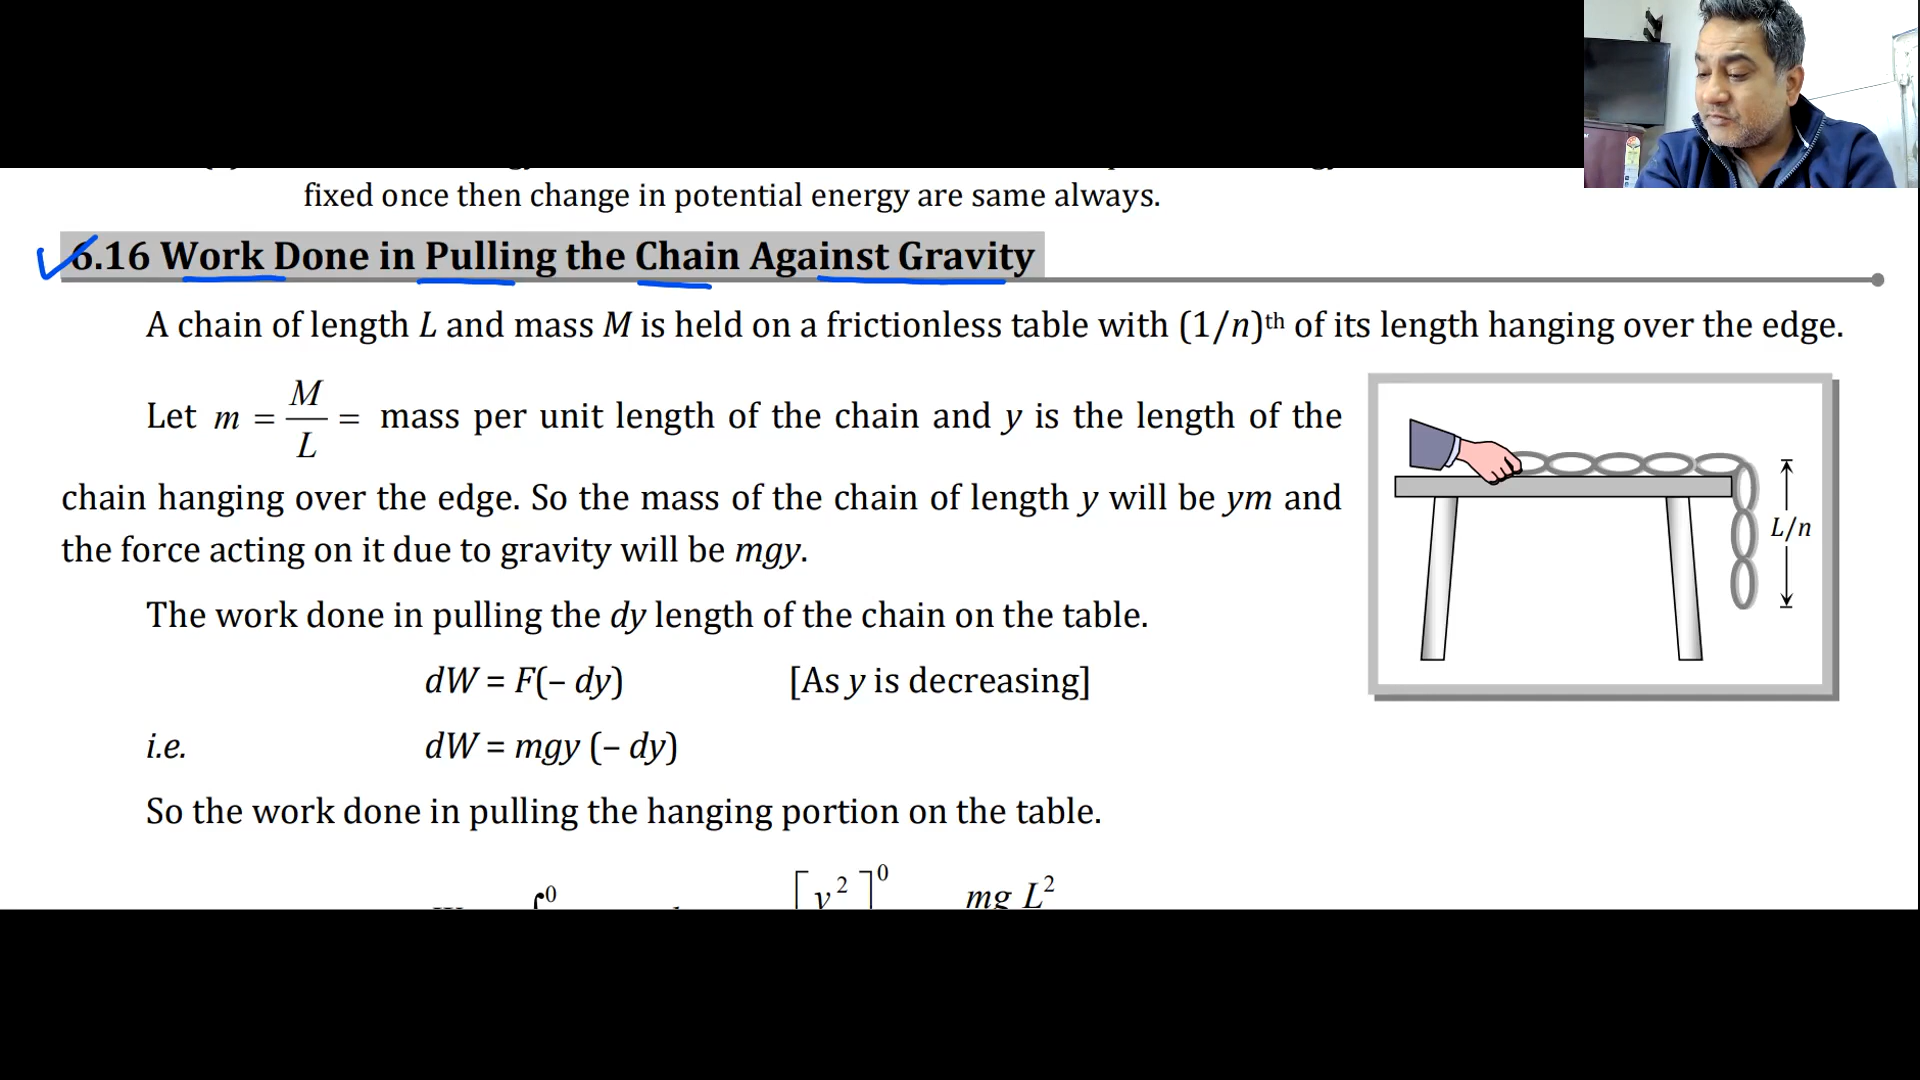 fixed once then change in potential energy are same always.
6.16 Work Done in Pulling the Chain Against Gravity
A chain of length L and mass M is held on a frictionless table with (1/n)th of its length hanging over the edge.
Let m = M/L = mass per unit length of the chain and y is the length of the
chain hanging over the edge. So the mass of the chain of length y will be ym and
the force acting on it due to gravity will be mgy.
L/n
The work done in pulling the dy length of the chain on the table.
dW = F(– dy) [As y is decreasing]
i.e. dW = mgy (– dy)
So the work done in pulling the hanging portion on the table.
0 [y² ]0 mg L²